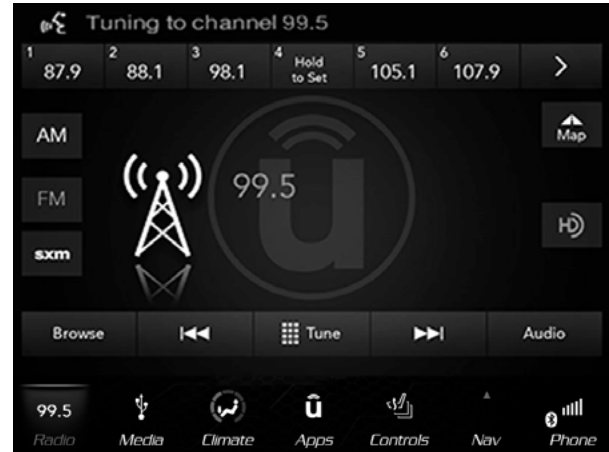 Tuning to channel 99.5
1 87.9
2 88.1
3 98.1
4 Hold to Set
5 105.1
6 107.9
AM
Map
99.5
FM
HD
sxm
Browse
Tune
Audio
99.5
Radio
Media
Climate
Apps
Controls
Nav
Phone